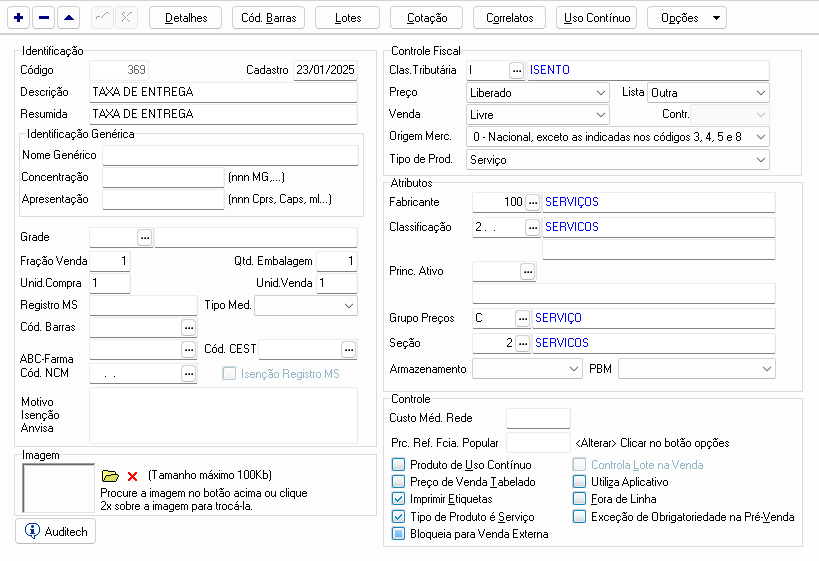 Detalhes Cód. Barras Lotes Cotação Correlatos Uso Contínuo Opções
Identificação
Código 369 Cadastro 23/01/2025
Descrição TAXA DE ENTREGA
Resumida TAXA DE ENTREGA
Identificação Genérica
Nome Genérico
Concentração (nnn MG,...)
Apresentação (nnn Cprs, Caps, ml...)
Grade ...
Fração Venda 1 Qtd. Embalagem 1
Unid.Compra 1 Unid.Venda 1
Registro MS Tipo Med.
Cód. Barras ...
ABC-Farma ... Cód. CEST ...
Cód. NCM . . ... Isenção Registro MS
Motivo
Isenção
Anvisa
Imagem
(Tamanho máximo 100Kb)
Procure a imagem no botão acima ou clique
2x sobre a imagem para trocá-la.
Auditech
Controle Fiscal
Clas.Tributária I ... ISENTO
Preço Liberado Lista Outra
Venda Livre Contr.
Origem Merc. 0 - Nacional, exceto as indicadas nos códigos 3, 4, 5 e 8
Tipo de Prod. Serviço
Atributos
Fabricante 100 ... SERVIÇOS
Classificação 2 . . ... SERVICOS
Princ. Ativo ...
Grupo Preços C ... SERVIÇO
Seção 2 ... SERVICOS
Armazenamento PBM
Controle
Custo Méd. Rede
Prc. Ref. Fcia. Popular <Alterar> Clicar no botão opções
Produto de Uso Contínuo Controla Lote na Venda
Preço de Venda Tabelado Utiliza Aplicativo
Imprimir Etiquetas Fora de Linha
Tipo de Produto é Serviço Exceção de Obrigatoriedade na Pré-Venda
Bloqueia para Venda Externa